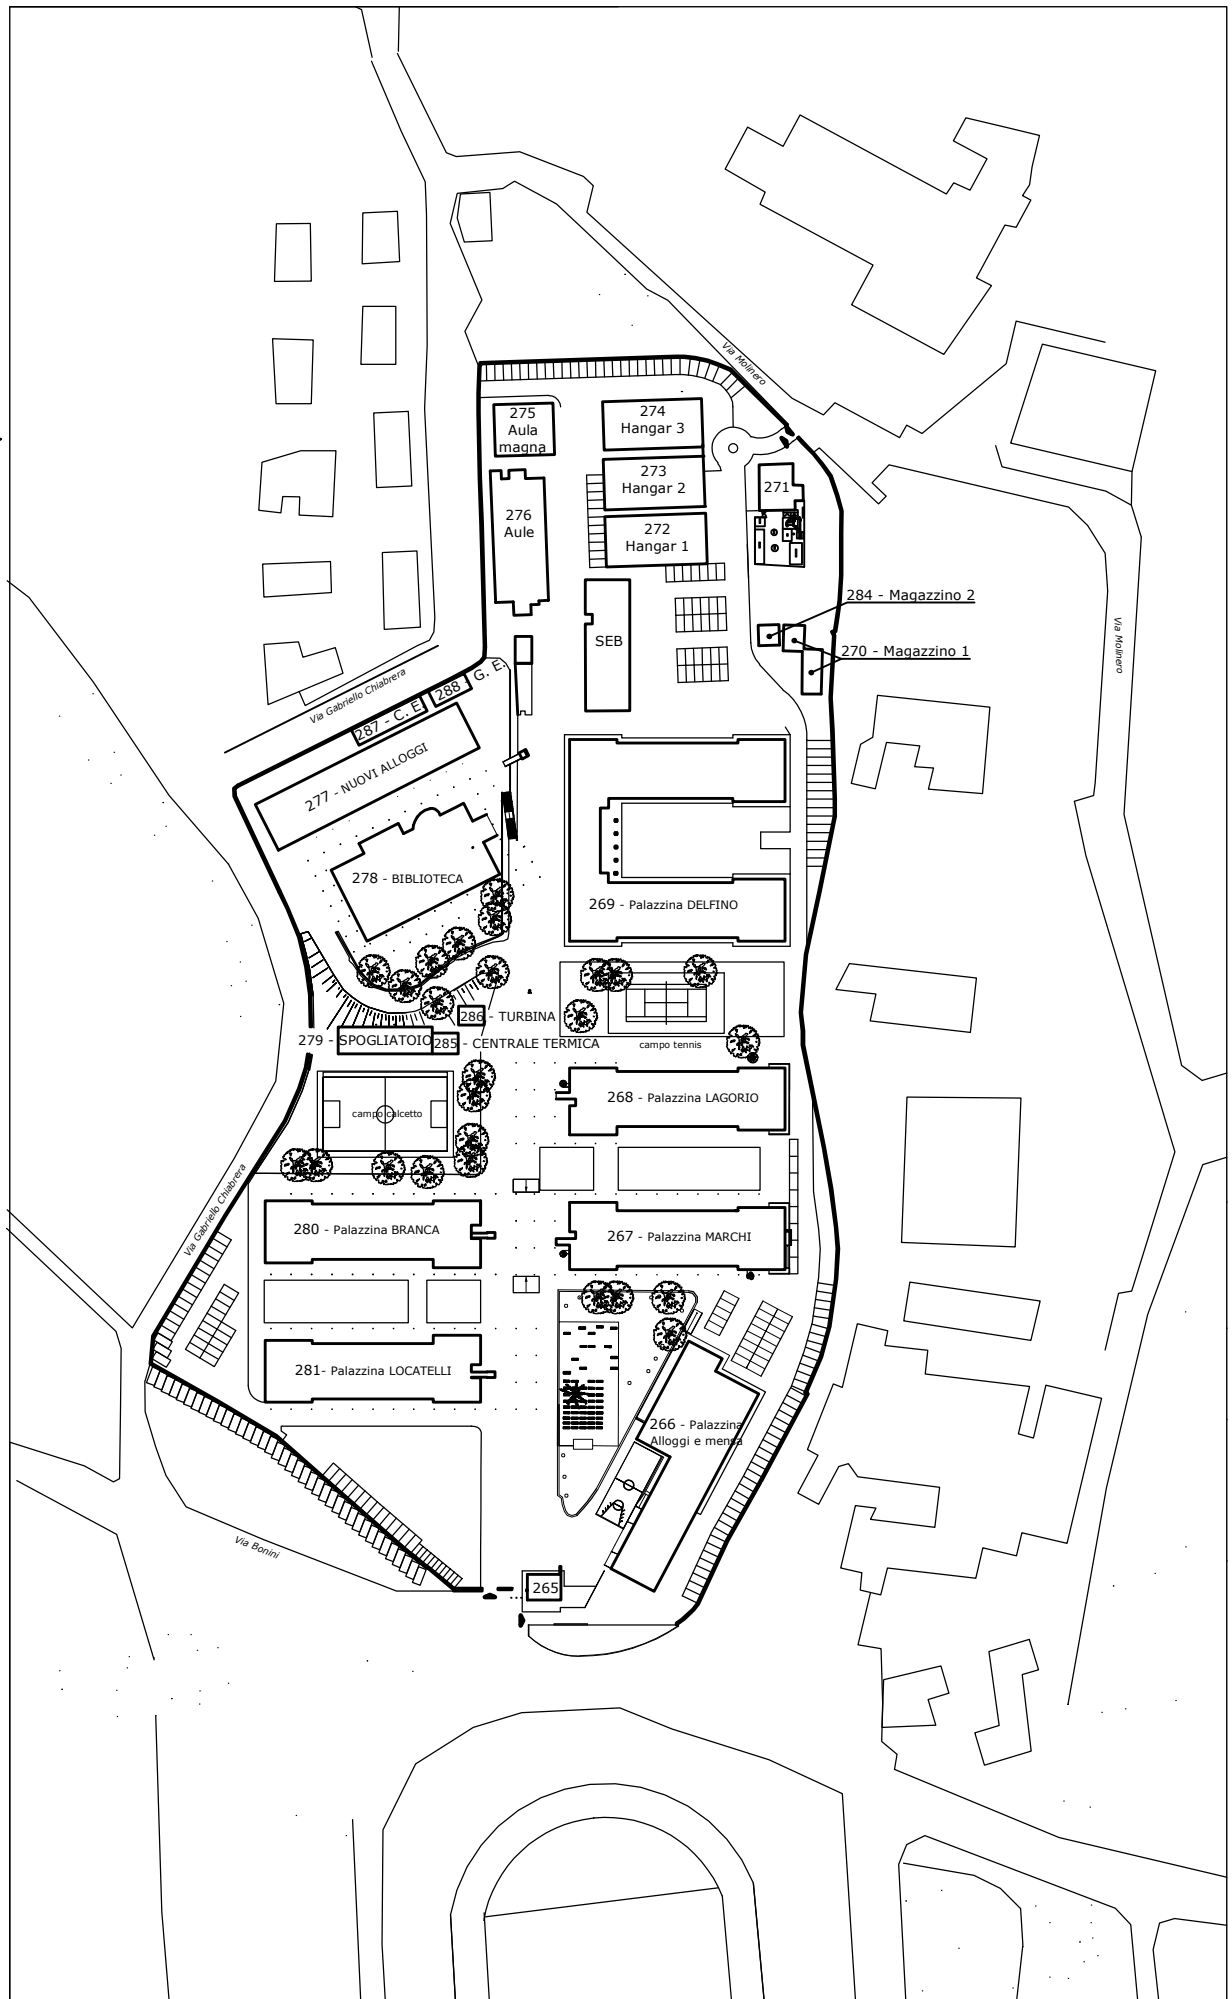 Via Molinero
275
Aula
magna
274
Hangar 3
273
Hangar 2
271
276
Aule
272
Hangar 1
284 - Magazzino 2
Via Molinero
SEB
270 - Magazzino 1
Via Gabriello Chiabrera
288 - G. E.
287 - C. E.
277 - NUOVI ALLOGGI
278 - BIBLIOTECA
269 - Palazzina DELFINO
286 - TURBINA
279 - SPOGLIATOIO
285 - CENTRALE TERMICA
campo tennis
268 - Palazzina LAGORIO
campo calcetto
Via Gabriello Chiabrera
280 - Palazzina BRANCA
267 - Palazzina MARCHI
281- Palazzina LOCATELLI
266 - Palazzina
Alloggi e mensa
Via Bonini
265